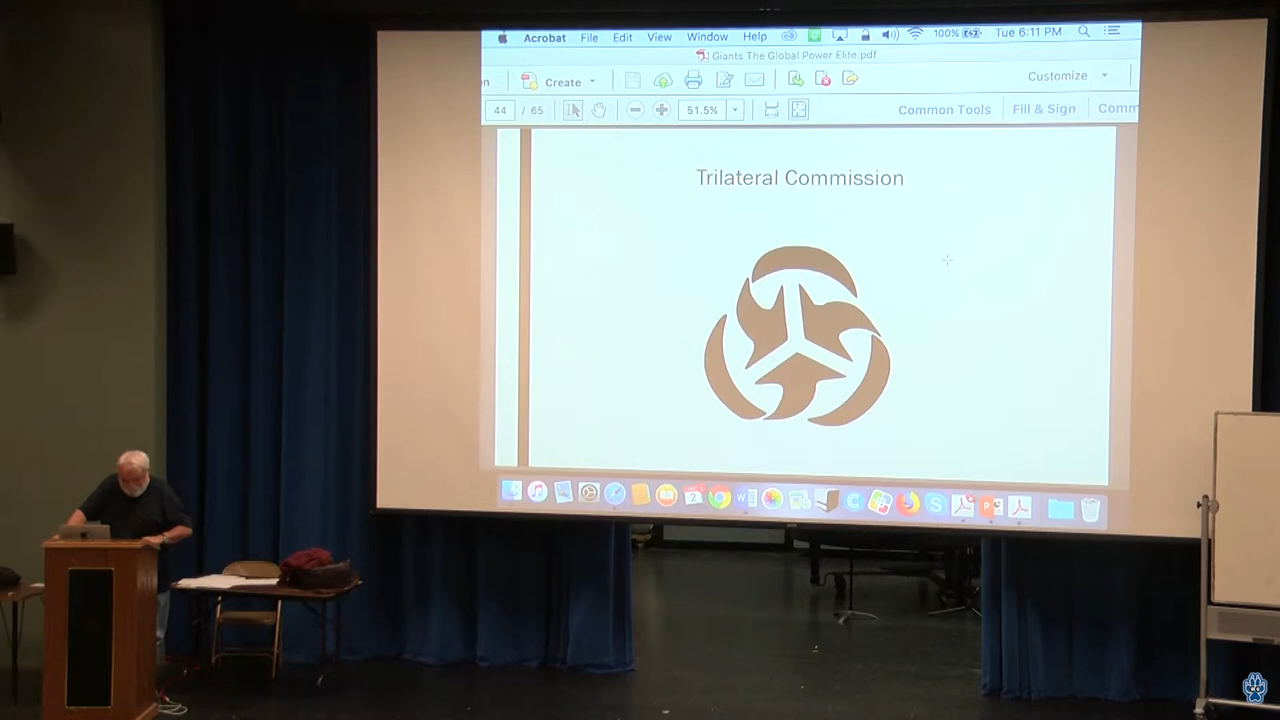 Acrobat File Edit View Window Help 100% Tue 6:11 PM
Giants The Global Power Elite.pdf
Create Customize
44 / 65 51.5% Common Tools Fill & Sign Comm
Trilateral Commission